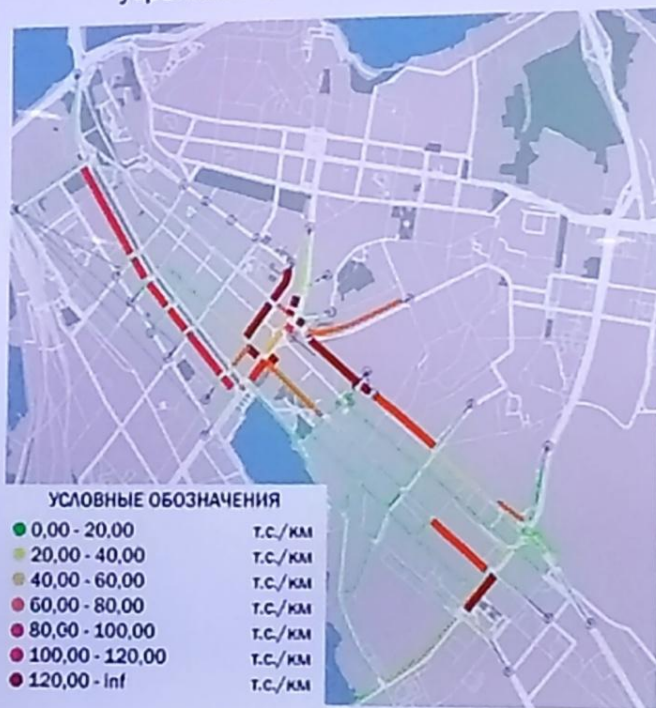 УСЛОВНЫЕ ОБОЗНАЧЕНИЯ
0,00 - 20,00 т.с./км
20,00 - 40,00 т.с./км
40,00 - 60,00 т.с./км
60,00 - 80,00 т.с./км
80,00 - 100,00 т.с./км
100,00 - 120,00 т.с./км
120,00 - inf т.с./км